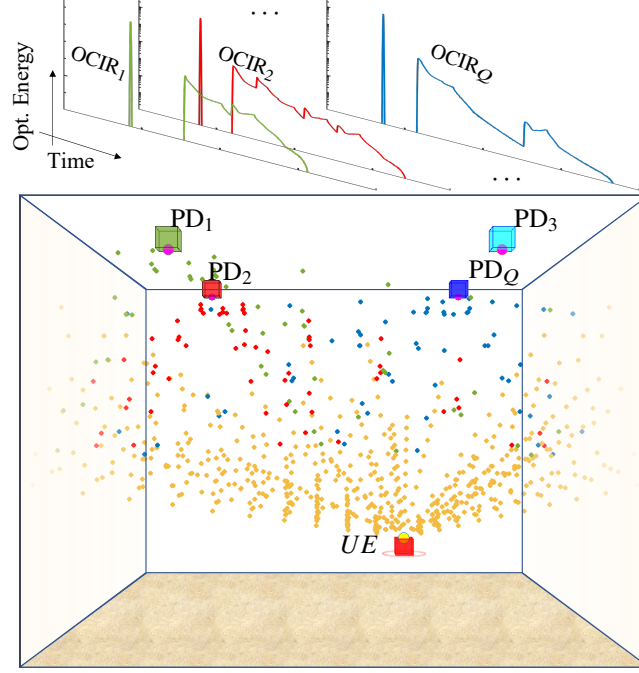 . . .
OCIR1
OCIR2
OCIRQ
Opt. Energy
Time
. . .
PD1
PD3
PD2
PDQ
UE